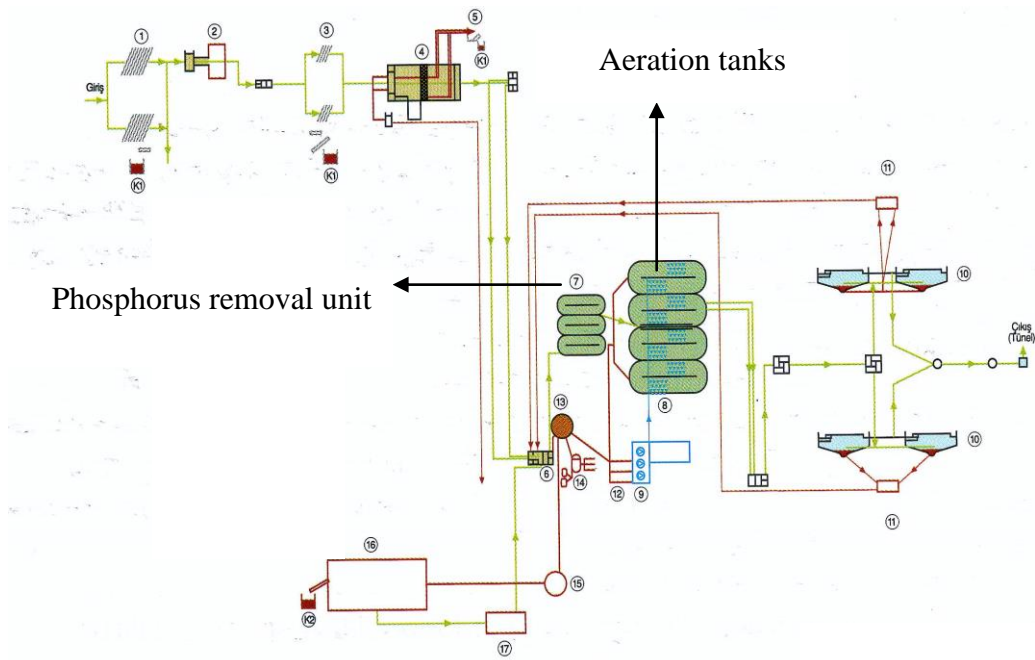 5
1
2
3
4
K1
Giriş
Aeration tanks
K1
K1
11
7
10
Phosphorus removal unit
Çıkış
(Tünel)
8
13
10
6
14
12
9
11
16
15
K2
17